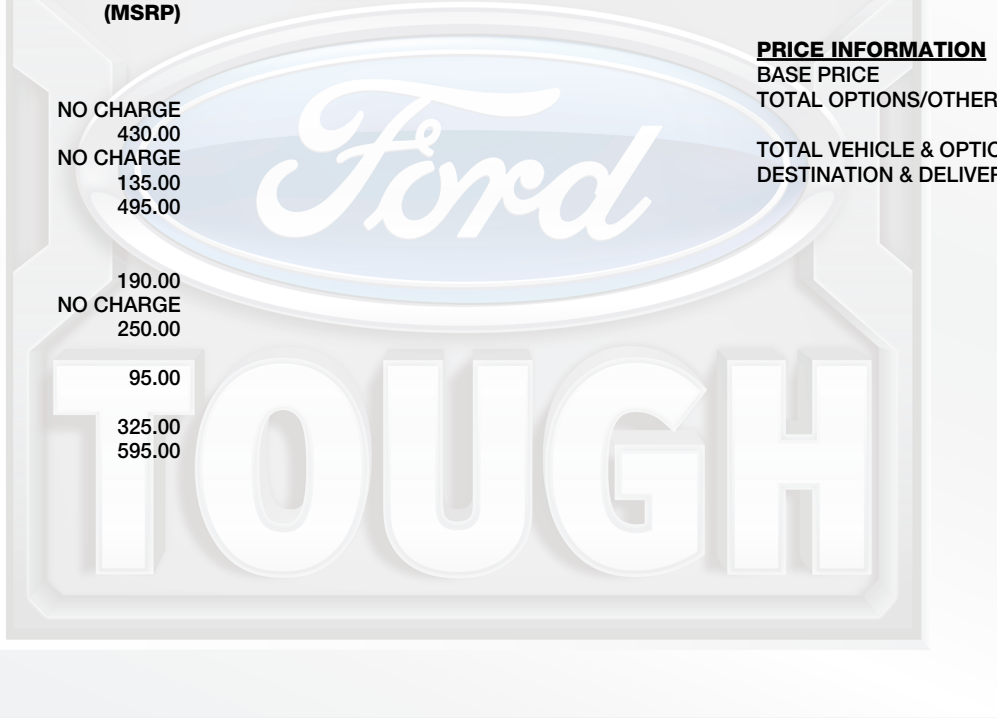 (MSRP)
NO CHARGE
430.00
NO CHARGE
135.00
495.00
190.00
NO CHARGE
250.00
95.00
325.00
595.00
PRICE INFORMATION
BASE PRICE
TOTAL OPTIONS/OTHER
TOTAL VEHICLE & OPTIO
DESTINATION & DELIVER
Ford
TOUGH